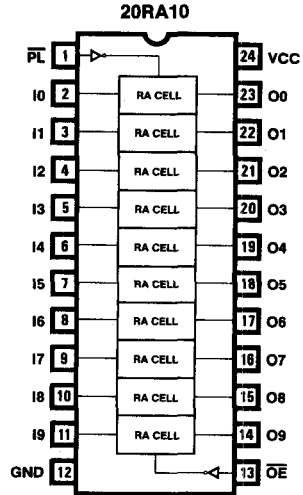 20RA10
PL 1 24 VCC
I0 2 RA CELL 23 O0
I1 3 RA CELL 22 O1
I2 4 RA CELL 21 O2
I3 5 RA CELL 20 O3
I4 6 RA CELL 19 O4
I5 7 RA CELL 18 O5
I6 8 RA CELL 17 O6
I7 9 RA CELL 16 O7
I8 10 RA CELL 15 O8
I9 11 RA CELL 14 O9
GND 12 13 OE